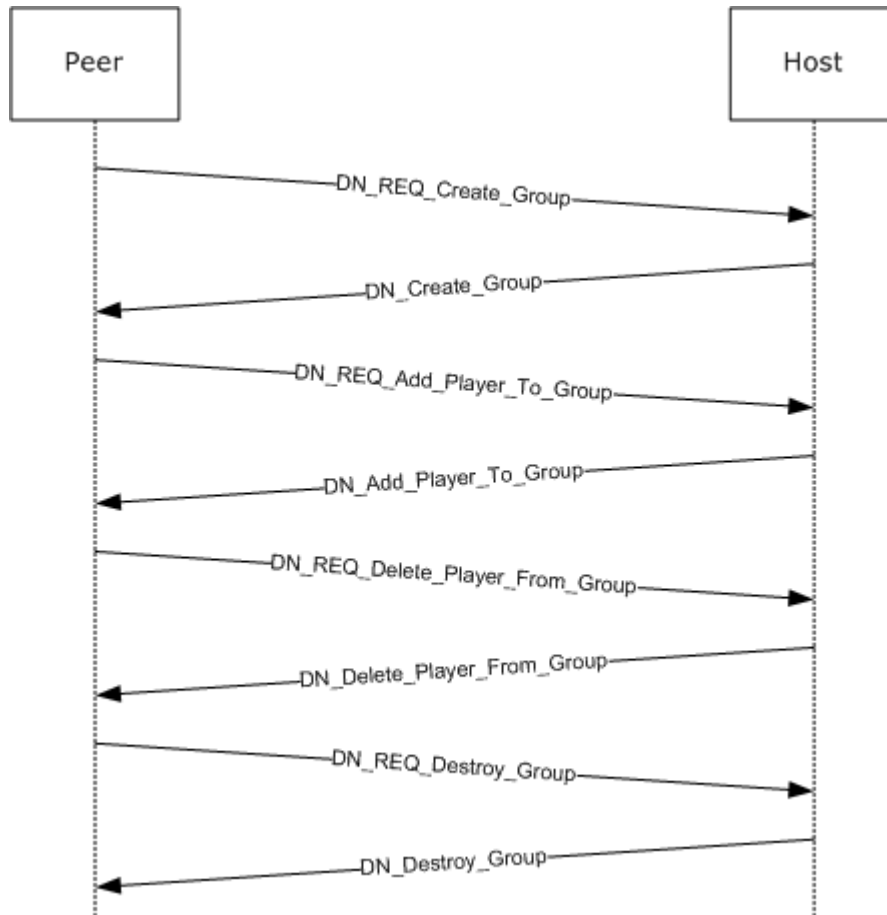 Peer
Host
DN_REQ_Create_Group
DN_Create_Group
DN_REQ_Add_Player_To_Group
DN_Add_Player_To_Group
DN_REQ_Delete_Player_From_Group
DN_Delete_Player_From_Group
DN_REQ_Destroy_Group
DN_Destroy_Group